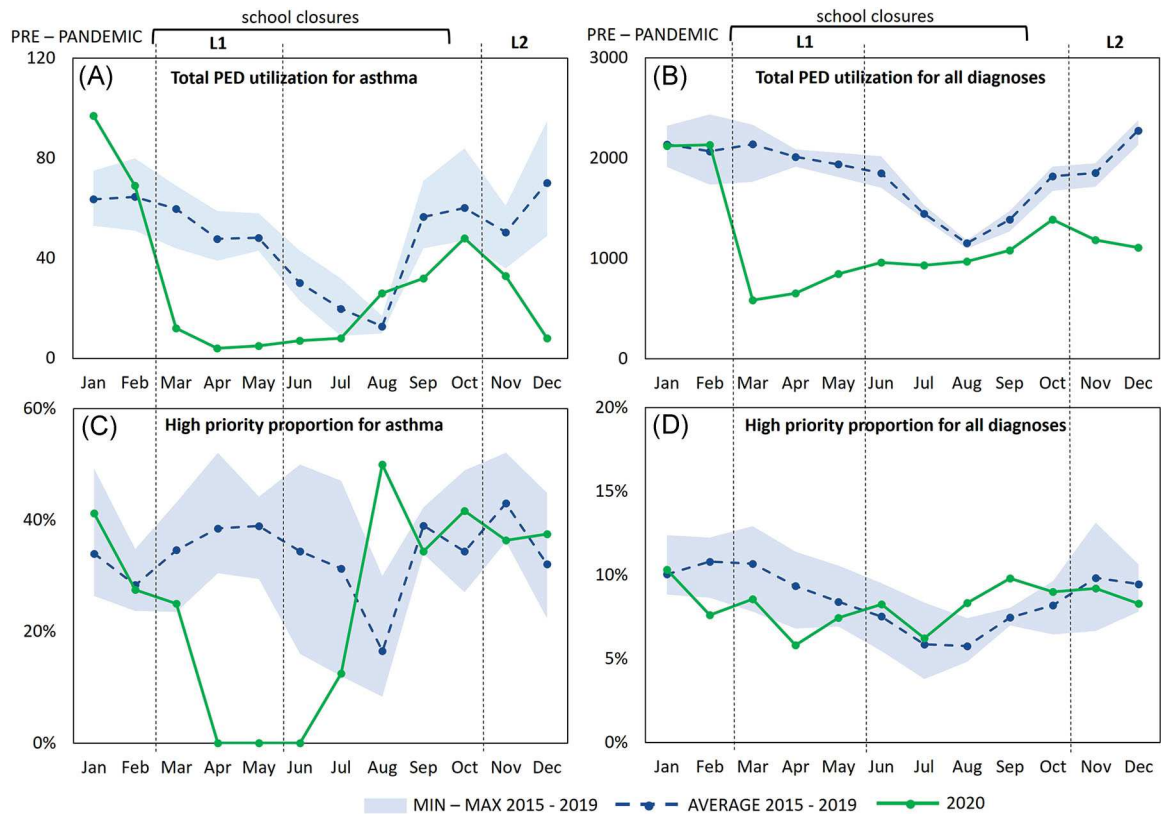 school closures
school closures
PRE – PANDEMIC
L1
L2
PRE – PANDEMIC
L1
L2
120
80
40
0
(A)
Total PED utilization for asthma
Jan Feb Mar Apr May Jun Jul Aug Sep Oct Nov Dec
3000
2000
1000
0
(B)
Total PED utilization for all diagnoses
Jan Feb Mar Apr May Jun Jul Aug Sep Oct Nov Dec
60%
40%
20%
0%
(C)
High priority proportion for asthma
Jan Feb Mar Apr May Jun Jul Aug Sep Oct Nov Dec
20%
15%
10%
5%
0%
(D)
High priority proportion for all diagnoses
Jan Feb Mar Apr May Jun Jul Aug Sep Oct Nov Dec
MIN – MAX 2015 - 2019 AVERAGE 2015 - 2019 2020